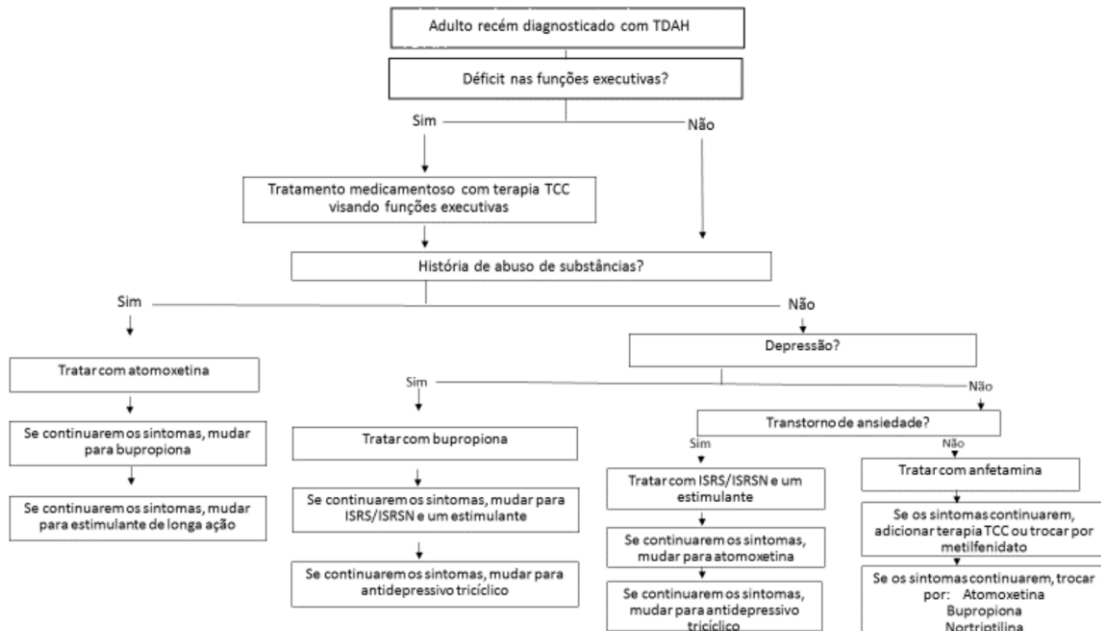 Adulto recém diagnosticado com TDAH
Déficit nas funções executivas?
Sim
Não
Tratamento medicamentoso com terapia TCC
visando funções executivas
História de abuso de substâncias?
Sim
Não
Tratar com atomoxetina
Se continuarem os sintomas, mudar
para bupropiona
Se continuarem os sintomas, mudar
para estimulante de longa ação
Depressão?
Sim
Não
Tratar com bupropiona
Se continuarem os sintomas, mudar para
ISRS/ISRSN e um estimulante
Se continuarem os sintomas, mudar para
antidepressivo tricíclico
Transtorno de ansiedade?
Sim
Não
Tratar com ISRS/ISRSN e um
estimulante
Se continuarem os sintomas,
mudar para atomoxetina
Se continuarem os sintomas,
mudar para antidepressivo
tricíclico
Tratar com anfetamina
Se os sintomas continuarem,
adicionar terapia TCC ou trocar por
metilfenidato
Se os sintomas continuarem, trocar
por: Atomoxetina
Bupropiona
Nortriptilina